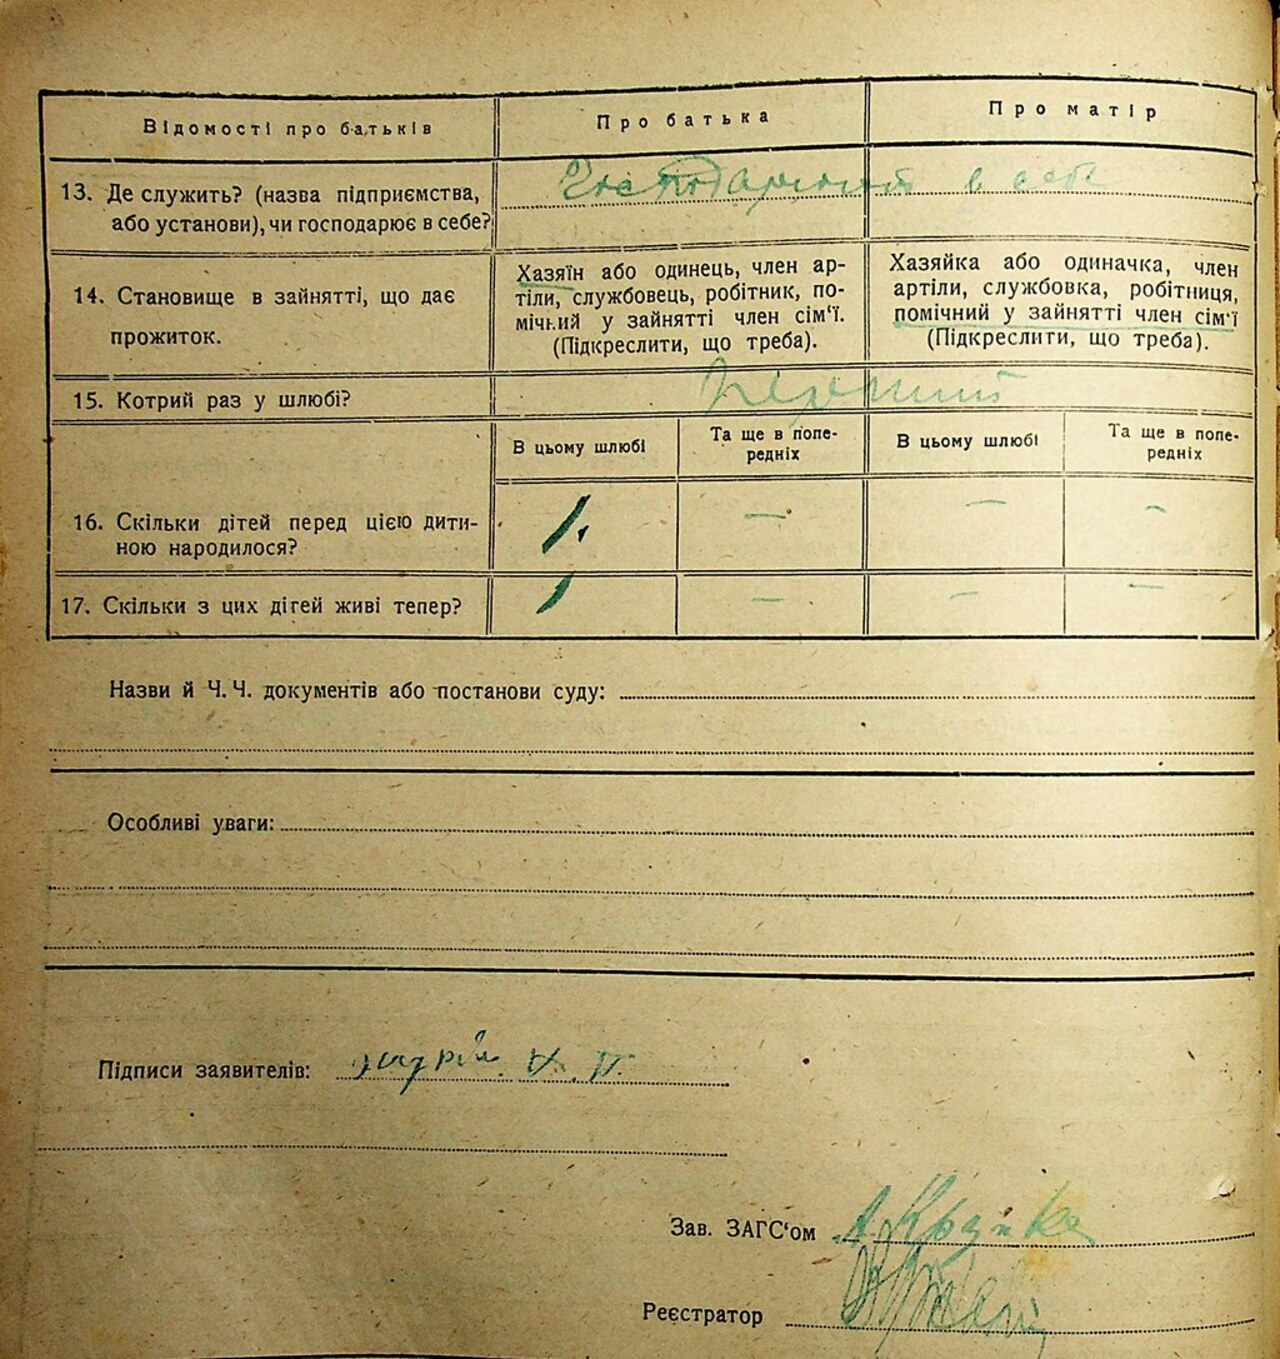 Відомості про батьків
Про батька
Про матір
13. Де служить? (назва підприємства,
або установи), чи господарює в себе?
в себе
14. Становище в зайнятті, що дає
прожиток.
Хазяїн або одинець, член ар-
тіли, службовець, робітник, по-
мічний у зайнятті член сім'ї.
(Підкреслити, що треба).
Хазяйка або одиначка, член
артіли, службовка, робітниця,
помічний у зайнятті член сім'ї
(Підкреслити, що треба).
15. Котрий раз у шлюбі?
Перший
В цьому шлюбі
Та ще в попе-
редніх
В цьому шлюбі
Та ще в попе-
редніх
16. Скільки дітей перед цією дити-
ною народилося?
1. — — —
17. Скільки з цих дітей живі тепер?
1 — — —
Назви й Ч.Ч. документів або постанови суду:
Особливі уваги:
Підписи заявителів:
Зав. ЗАГС'ом
Реєстратор